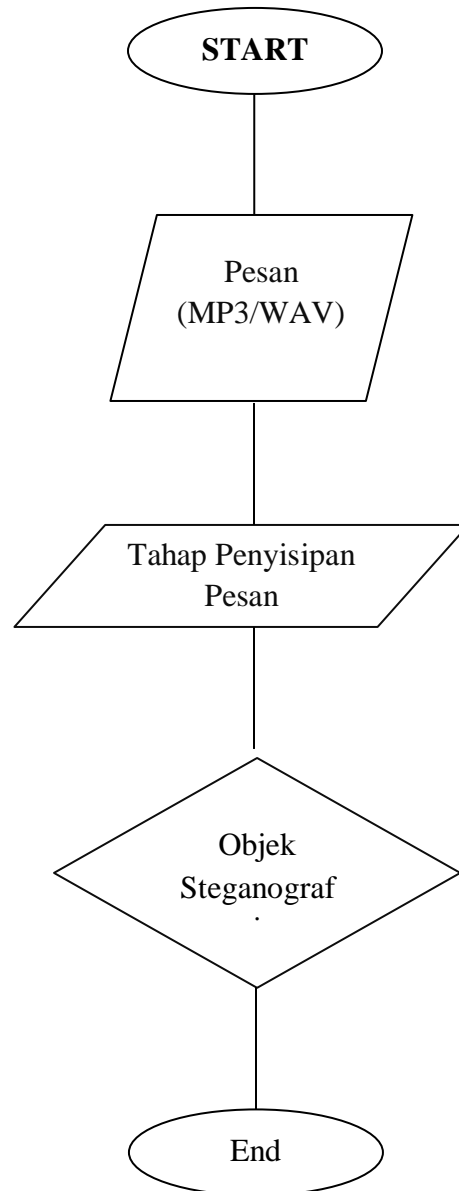 START
Pesan
(MP3/WAV)
Tahap Penyisipan
Pesan
Objek
Steganograf
End